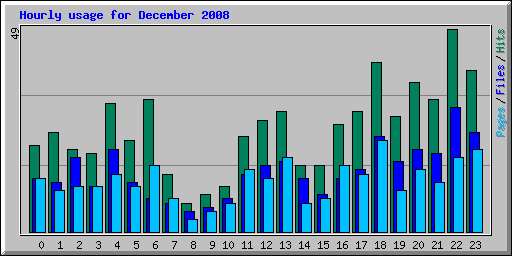 Hourly usage for December 2008
49
Pages / Files / Hits
0 1 2 3 4 5 6 7 8 9 10 11 12 13 14 15 16 17 18 19 20 21 22 23